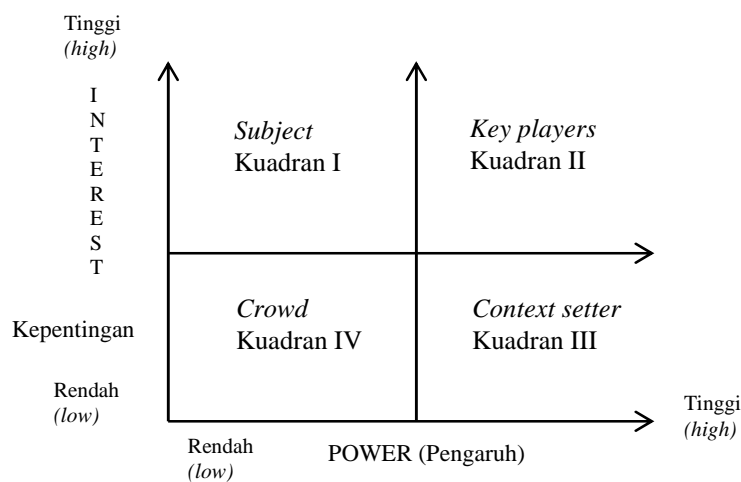 Tinggi
(high)
I
N
T
E
R
E
S
T
Subject
Kuadran I
Key players
Kuadran II
Kepentingan
Crowd
Kuadran IV
Context setter
Kuadran III
Rendah
(low)
Rendah
(low)
POWER (Pengaruh)
Tinggi
(high)